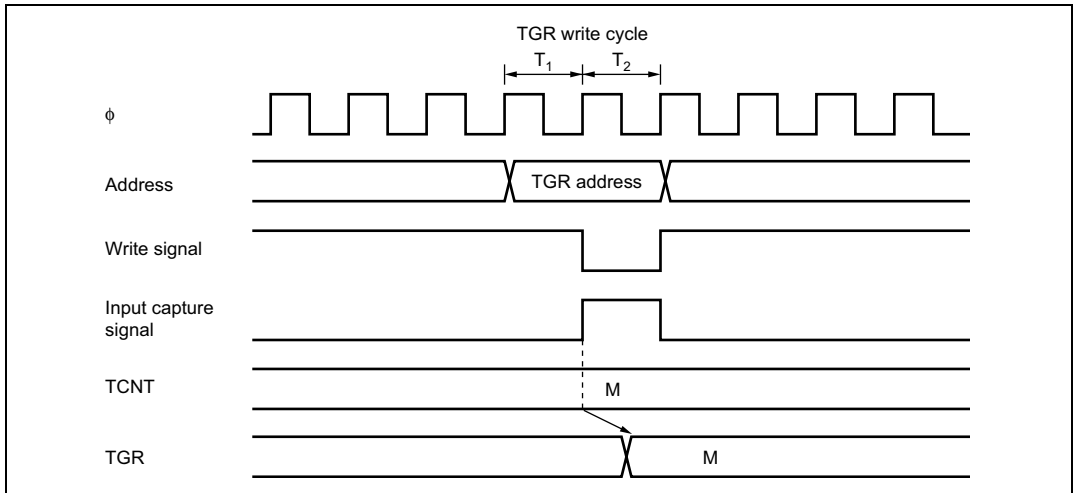 TGR write cycle
T1 T2
ϕ
Address
TGR address
Write signal
Input capture
signal
TCNT
M
TGR
M